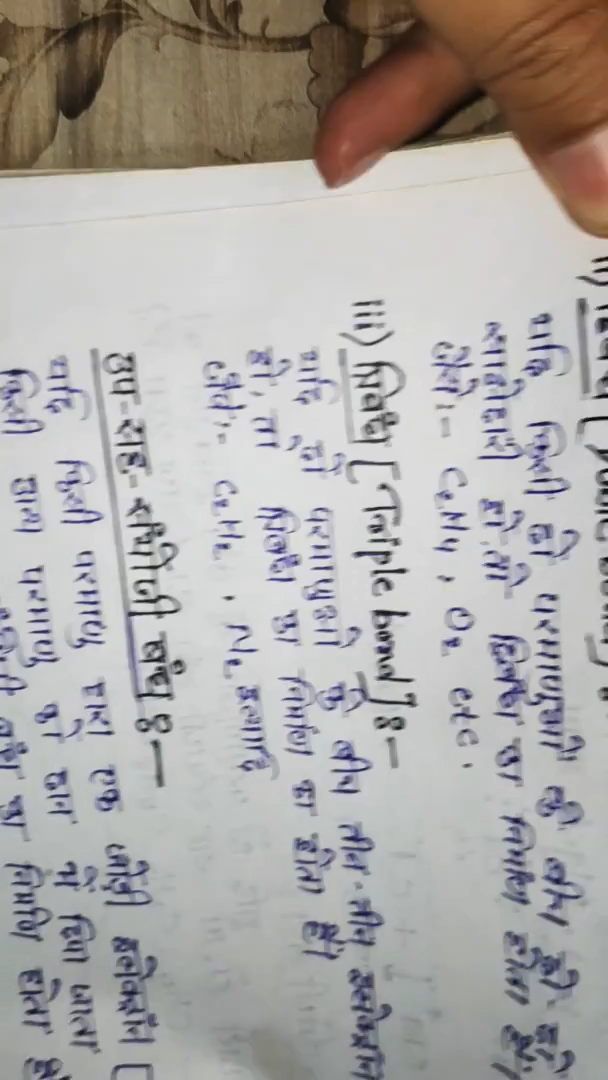 यदि किन्ही दो परमाणुओ के बीच दो इले.
साझेदारी हो तो द्विबंध का निर्माण होता है।
जैसे:- C₂H₄ , O₂ etc.
iii) त्रिबंध [Triple bond] :-
यदि दो परमाणुओ के बीच तीन-तीन इलेक्ट्रोन
हो, तो त्रिबंध का निर्माण का होता है।
जैसे:- C₂H₂ , N₂ इत्यादि
उप-सह-संयोजी बंध :-
यदि किसी परमाणु द्वारा एक जोड़ी इलेक्ट्रॉन [
किसी अन्य परमाणु को दान में दिया जाता
बंध का निर्माण होता है